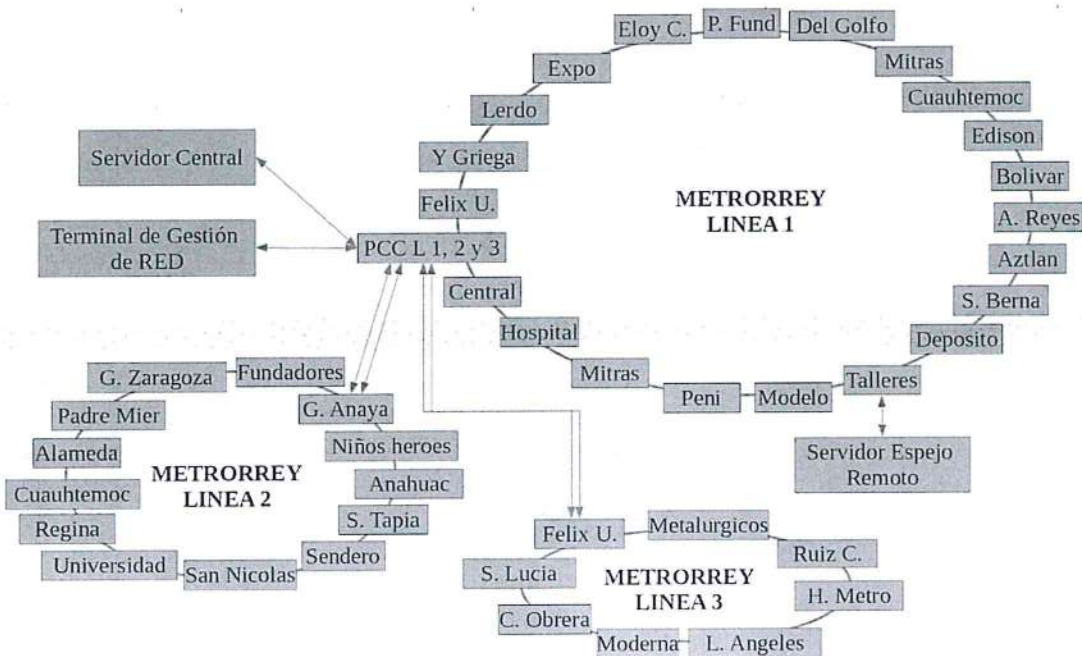 Eloy C.
P. Fund
Del Golfo
Expo
Mitras
Lerdo
Cuauhtemoc
Servidor Central
Y Griega
Edison
Felix U.
METRORREY
LINEA 1
Bolivar
A. Reyes
Terminal de Gestión
de RED
PCC L 1, 2 y 3
Aztlan
Central
S. Berna
Hospital
Deposito
Mitras
Peni
Modelo
Talleres
Servidor Espejo
Remoto
G. Zaragoza
Fundadores
Padre Mier
G. Anaya
Alameda
Niños heroes
METRORREY
LINEA 2
Cuauhtemoc
Anahuac
Regina
S. Tapia
Universidad
San Nicolas
Sendero
Felix U.
Metalurgicos
Ruiz C.
S. Lucia
METRORREY
LINEA 3
H. Metro
C. Obrera
Moderna
L. Angeles